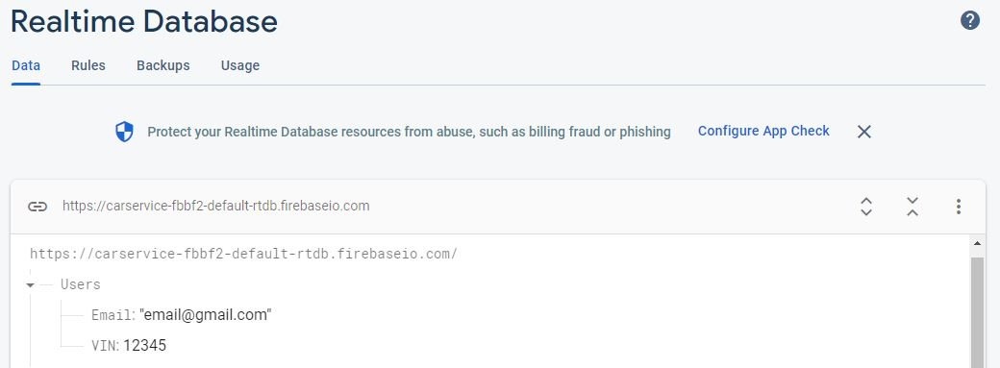 Realtime Database
?
Data Rules Backups Usage
Protect your Realtime Database resources from abuse, such as billing fraud or phishing Configure App Check
https://carservice-fbbf2-default-rtdb.firebaseio.com
https://carservice-fbbf2-default-rtdb.firebaseio.com/
Users
Email: "email@gmail.com"
VIN: 12345